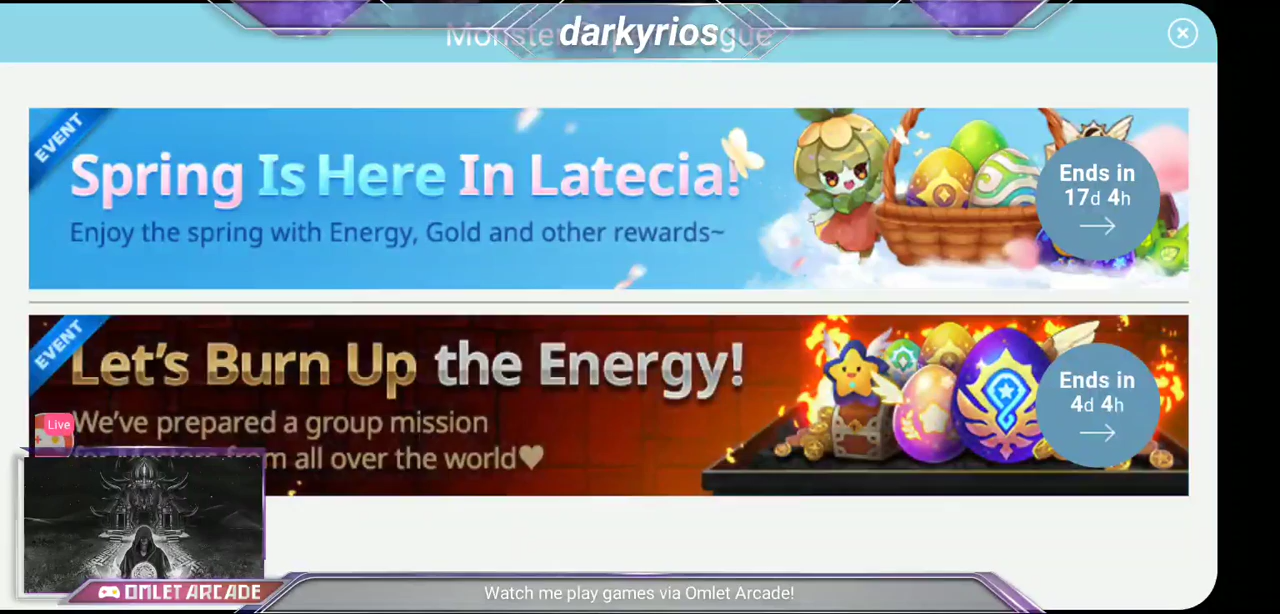 darkyrios
EVENT
Spring Is Here In Latecia!
Enjoy the spring with Energy, Gold and other rewards~
Ends in
17d 4h
EVENT
Let's Burn Up the Energy!
We've prepared a group mission
from all over the world♥
Ends in
4d 4h
Live
OMLET ARCADE
Watch me play games via Omlet Arcade!